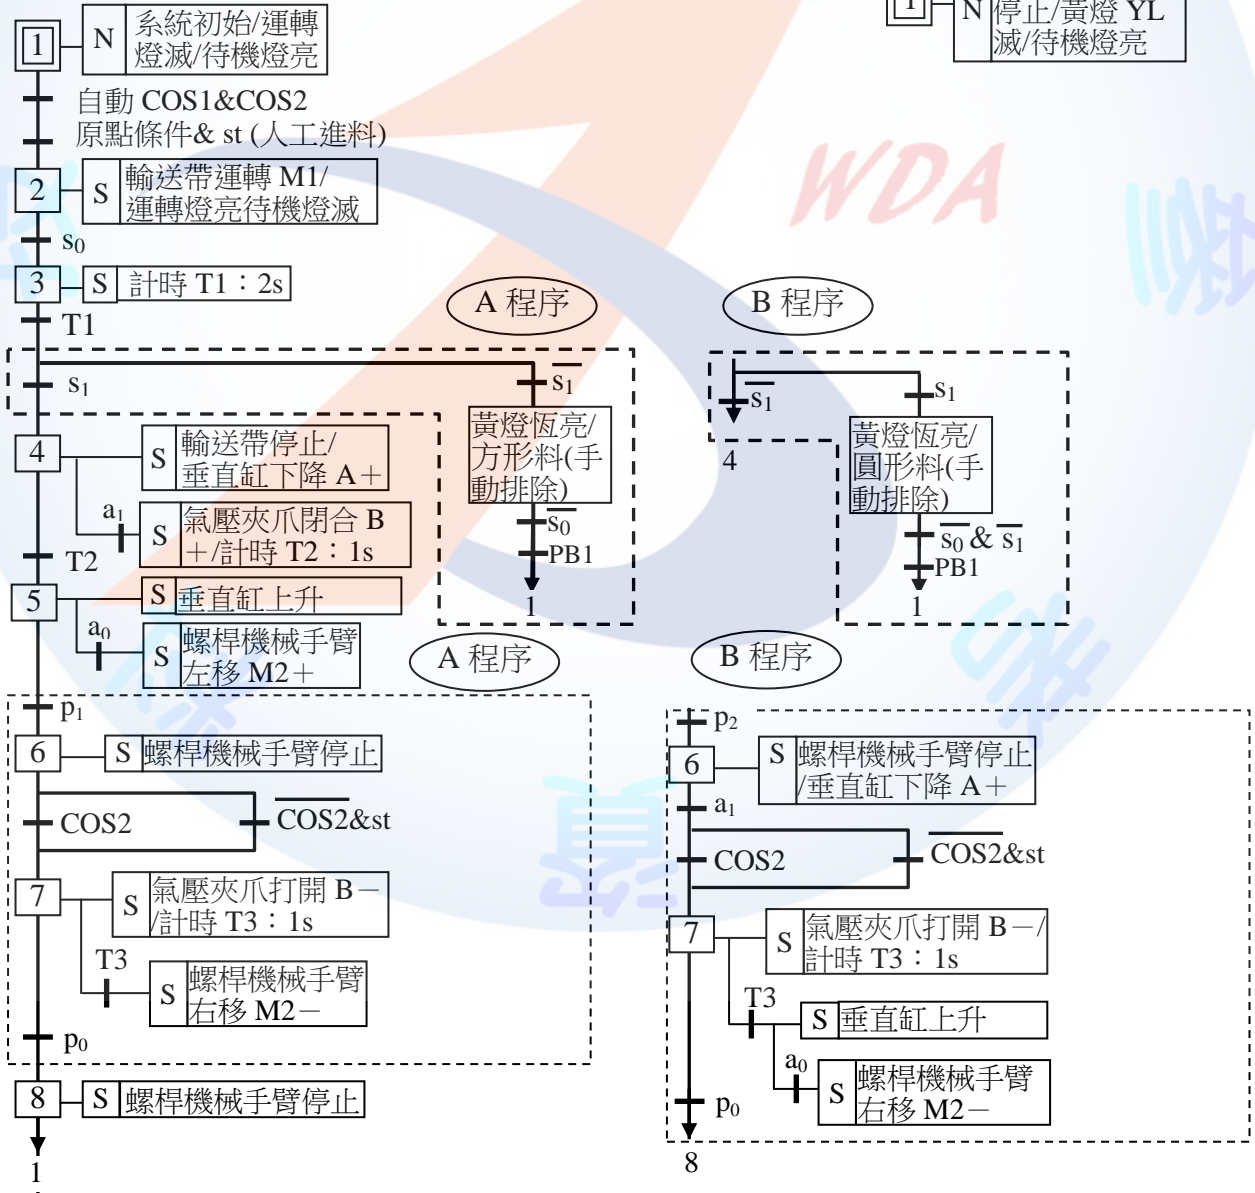 1
N
系統初始/運轉
燈滅/待機燈亮
1
N
停止/黃燈 YL
滅/待機燈亮
自動 COS1&COS2
原點條件& st (人工進料)
2
S
輸送帶運轉 M1/
運轉燈亮待機燈滅
WDA
s0
3
S
計時 T1：2s
T1
A 程序
B 程序
s1
s̅1̅
s̅1̅
s1
黃燈恆亮/
方形料(手
動排除)
黃燈恆亮/
圓形料(手
動排除)
4
S
輸送帶停止/
垂直缸下降 A＋
4
a1
S
氣壓夾爪閉合 B
＋/計時 T2：1s
s̅0̅
PB1
1
s̅0̅ & s̅1̅
PB1
1
T2
5
S
垂直缸上升
a0
S
螺桿機械手臂
左移 M2＋
A 程序
B 程序
p1
6
S
螺桿機械手臂停止
COS2
C̅O̅S̅2̅&st
7
S
氣壓夾爪打開 B－
/計時 T3：1s
T3
S
螺桿機械手臂
右移 M2－
p0
8
S
螺桿機械手臂停止
1
p2
6
S
螺桿機械手臂停止
/垂直缸下降 A＋
a1
COS2
C̅O̅S̅2̅&st
7
S
氣壓夾爪打開 B－/
計時 T3：1s
T3
S
垂直缸上升
a0
S
螺桿機械手臂
右移 M2－
p0
8